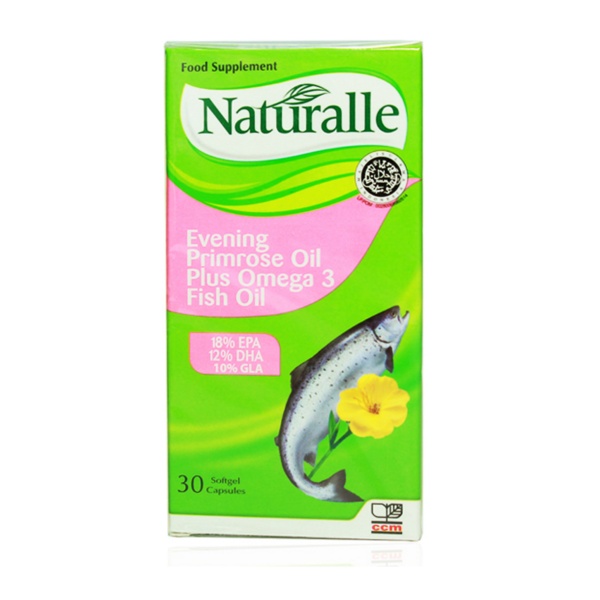 Food Supplement
Naturalle
Evening
Primrose Oil
Plus Omega 3
Fish Oil
18% EPA
12% DHA
10% GLA
30 Softgel
Capsules
ccm